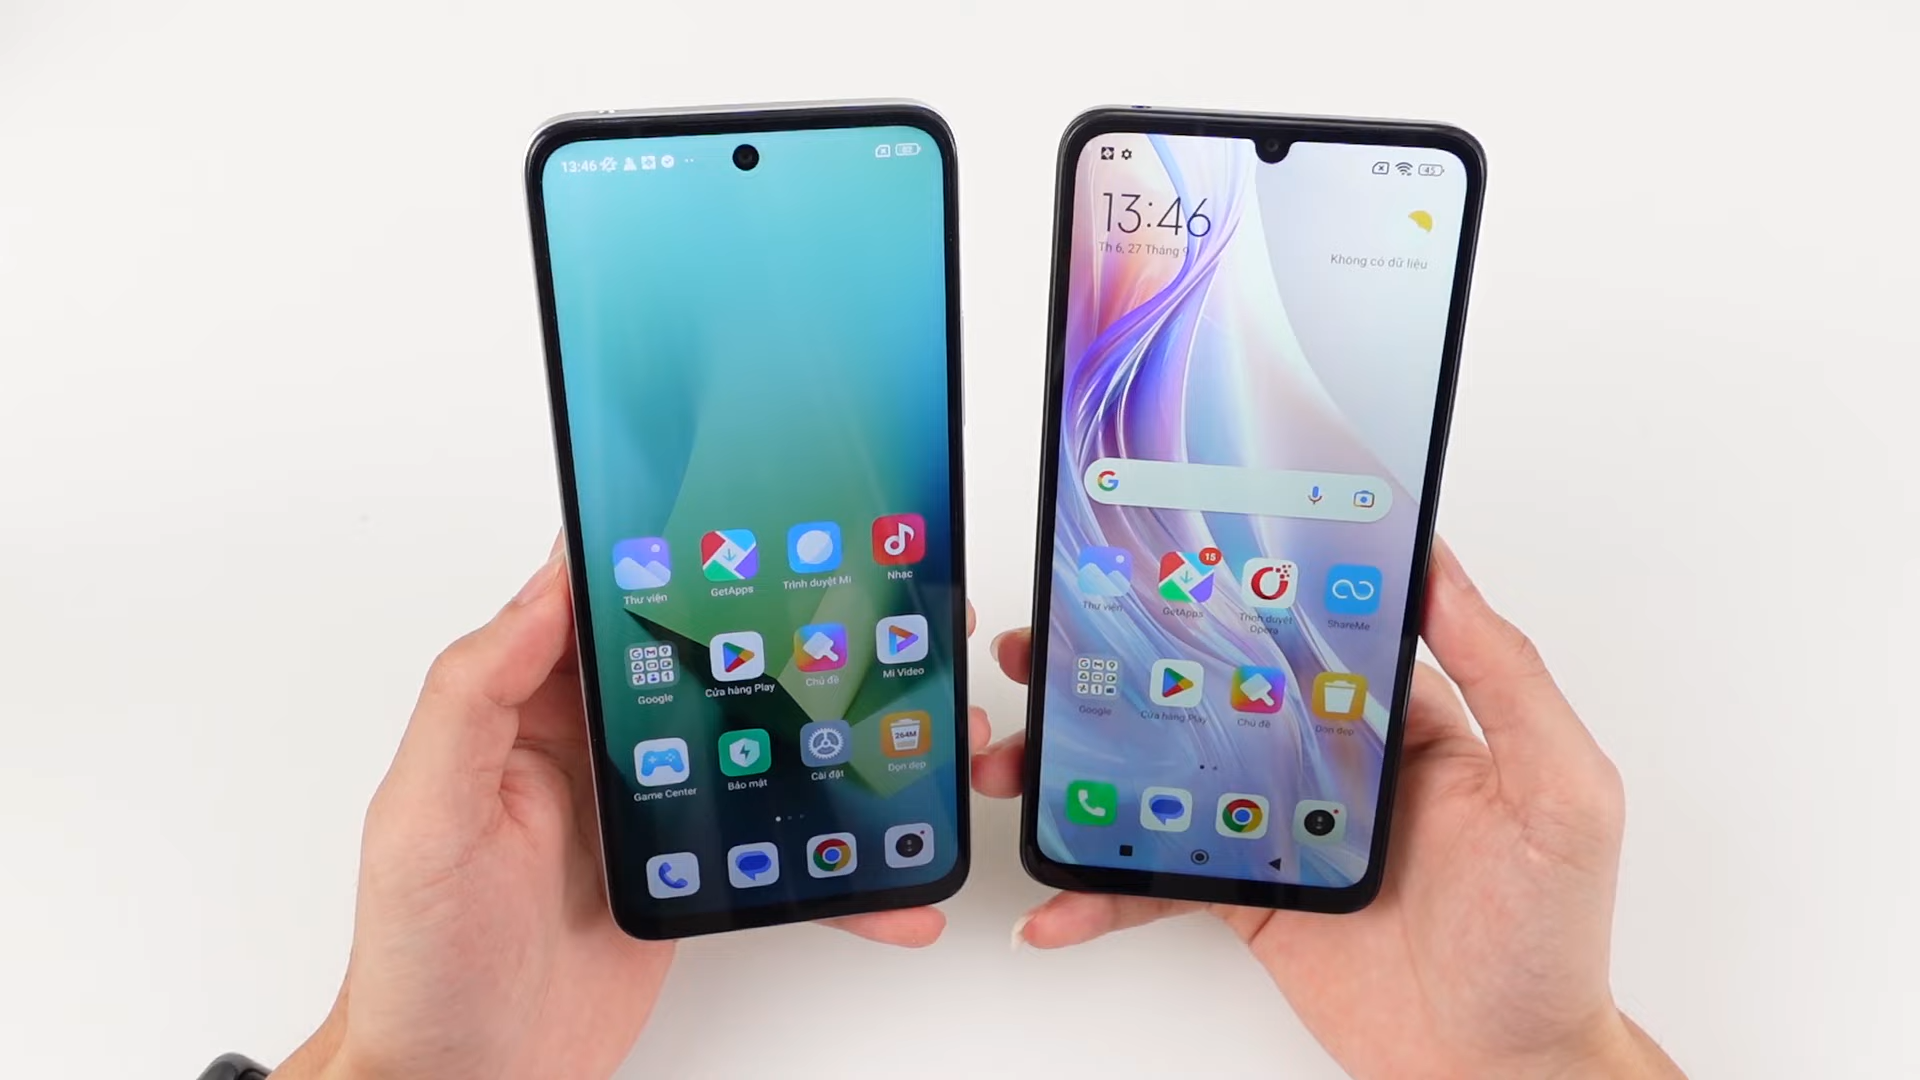 13:46
82
Thư viện
GetApps
Trình duyệt Mi
Nhạc
Google
Cửa hàng Play
Chủ đề
Mi Video
Game Center
Bảo mật
Cài đặt
264M
Dọn dẹp
45
13:46
Th 6, 27 Tháng 9
Không có dữ liệu
Thư viện
15
GetApps
Trình duyệt
Opera
ShareMe
Google
Cửa hàng Play
Chủ đề
Dọn dẹp